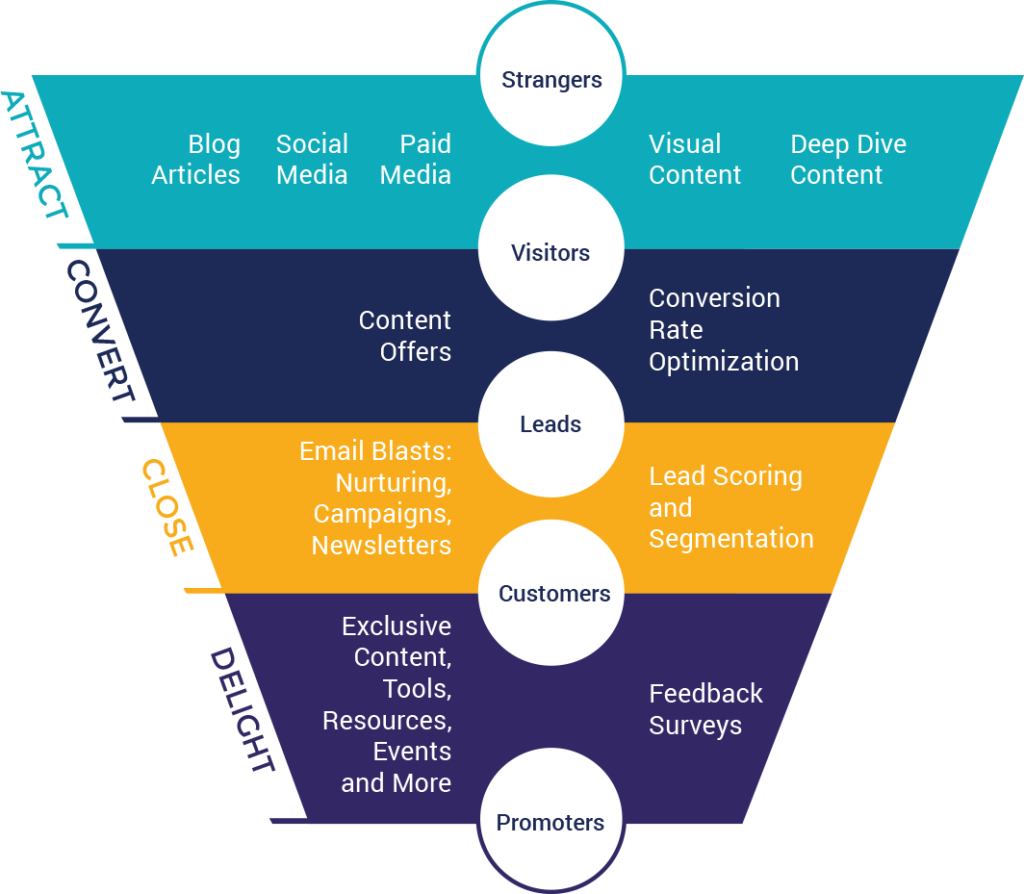 Strangers
ATTRACT
Blog
Articles
Social
Media
Paid
Media
Visual
Content
Deep Dive
Content
Visitors
CONVERT
Content
Offers
Conversion
Rate
Optimization
Leads
CLOSE
Email Blasts:
Nurturing,
Campaigns,
Newsletters
Lead Scoring
and
Segmentation
Customers
DELIGHT
Exclusive
Content,
Tools,
Resources,
Events
and More
Feedback
Surveys
Promoters